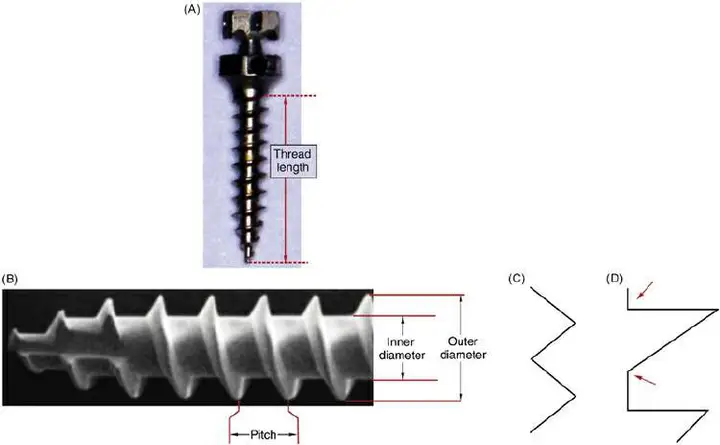 (A)
Thread
length
(B)
Inner
diameter
Outer
diameter
Pitch
(C)
(D)